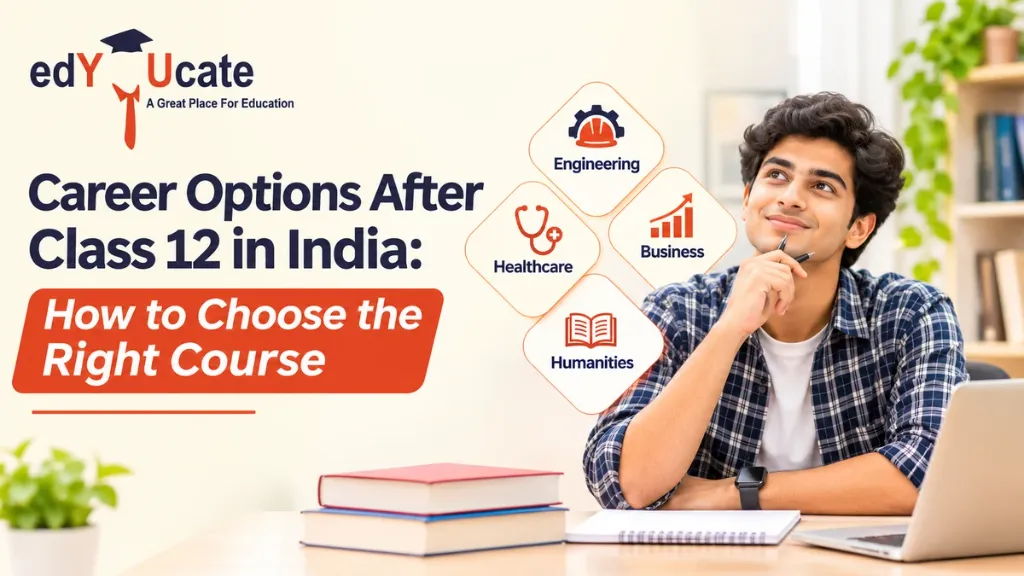 edYoUcate
A Great Place For Education
Career Options After
Class 12 in India:
How to Choose the
Right Course
Engineering
Healthcare
Business
Humanities